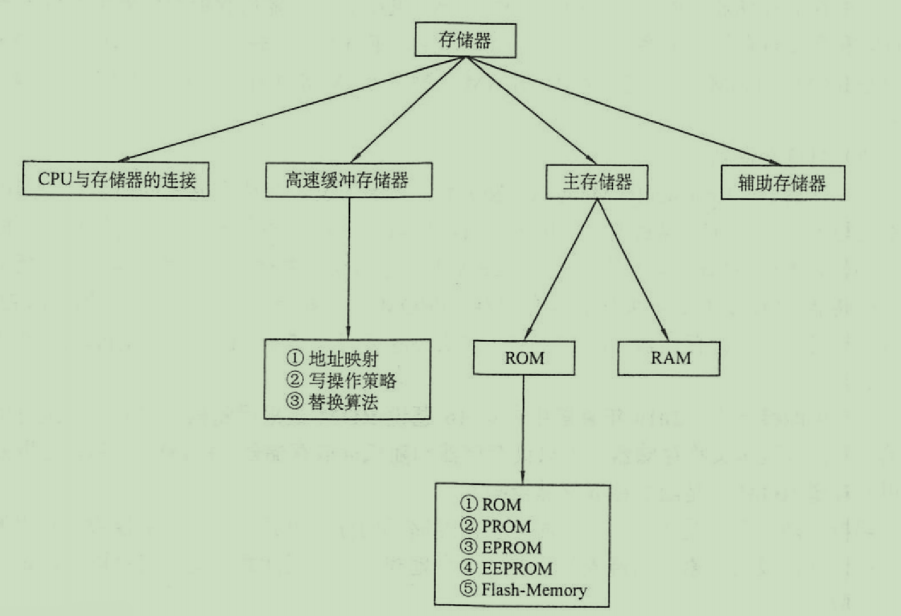 存储器
CPU与存储器的连接
高速缓冲存储器
主存储器
辅助存储器
① 地址映射
② 写操作策略
③ 替换算法
ROM
RAM
① ROM
② PROM
③ EPROM
④ EEPROM
⑤ Flash-Memory